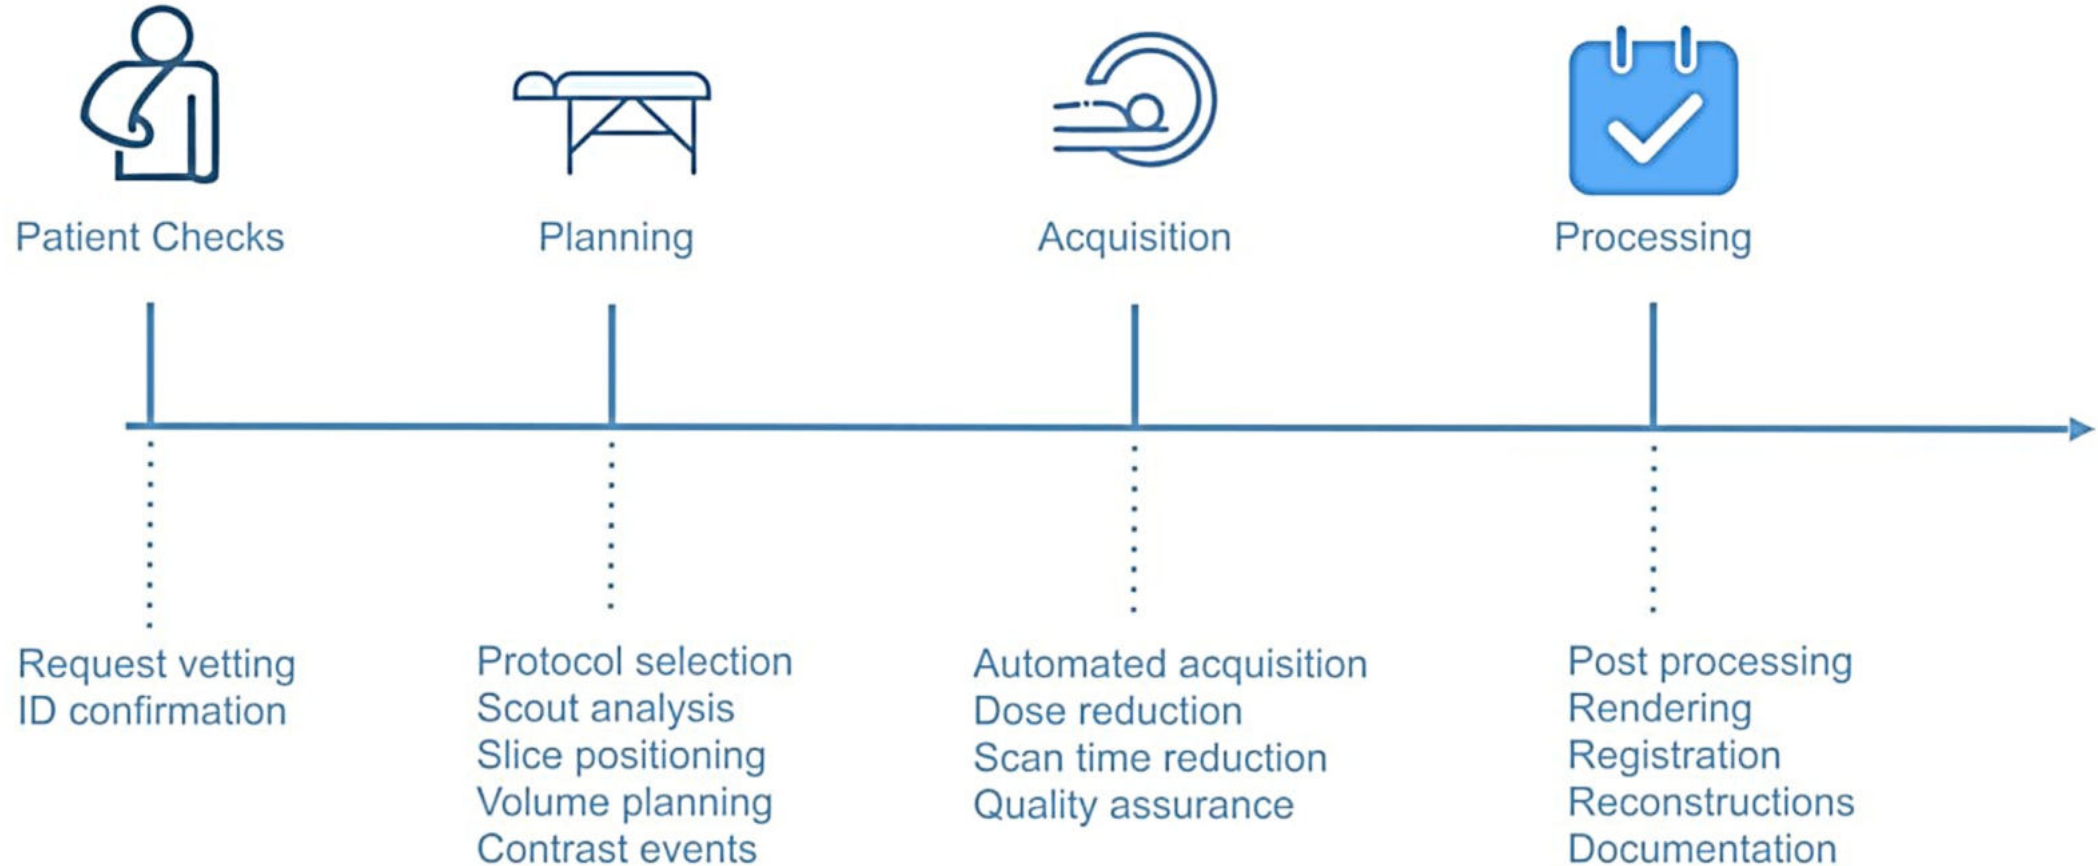 Patient Checks
Planning
Acquisition
Processing
Request vetting
ID confirmation
Protocol selection
Scout analysis
Slice positioning
Volume planning
Contrast events
Automated acquisition
Dose reduction
Scan time reduction
Quality assurance
Post processing
Rendering
Registration
Reconstructions
Documentation